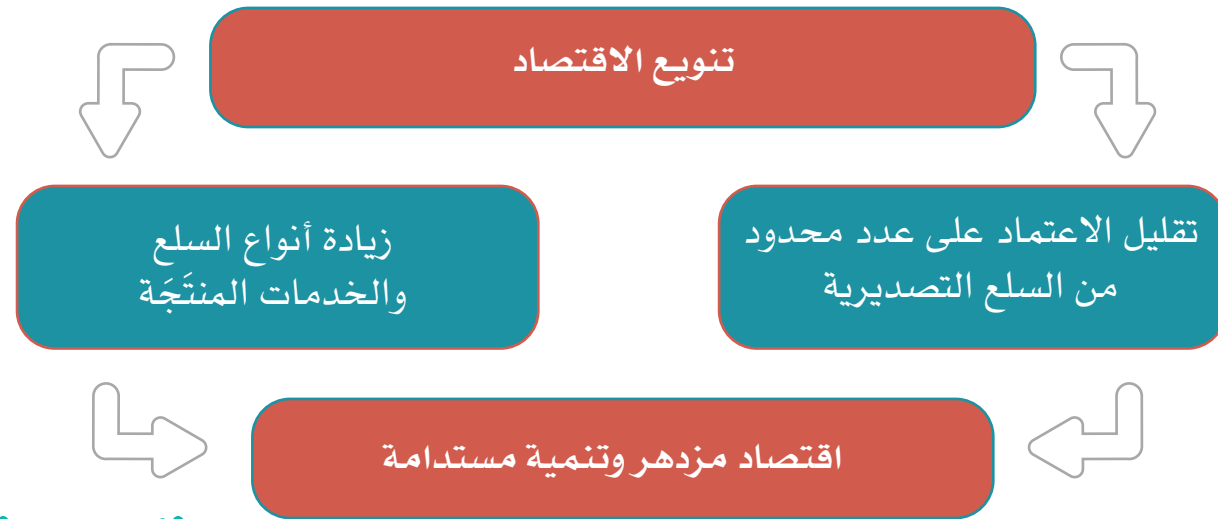 تنويع الاقتصاد
تقليل الاعتماد على عدد محدود
من السلع التصديرية
زيادة أنواع السلع
والخدمات المنتَجَة
اقتصاد مزدهر وتنمية مستدامة